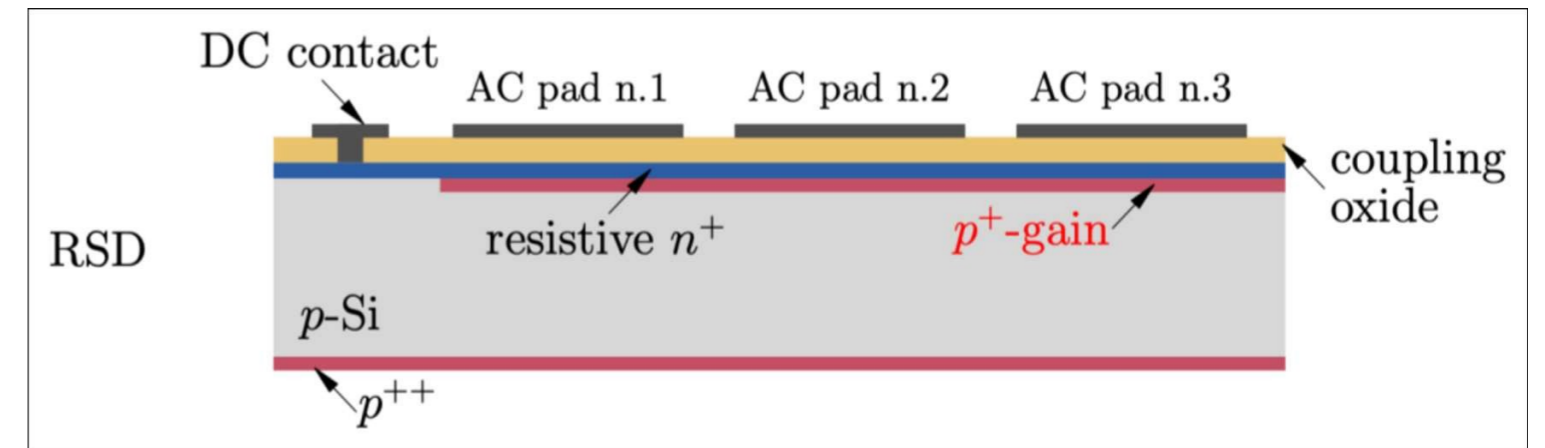 DC contact
AC pad n.1
AC pad n.2
AC pad n.3
coupling
oxide
resistive n⁺
p⁺-gain
RSD
p-Si
p⁺⁺